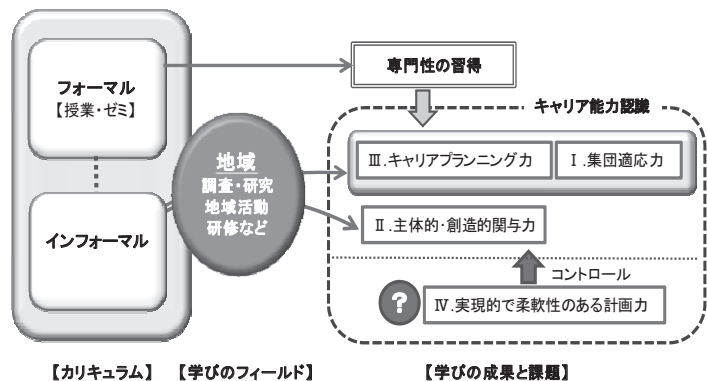 フォーマル
【授業・ゼミ】
インフォーマル
地域
調査・研究
地域活動
研修など
専門性の習得
キャリア能力認識
Ⅲ.キャリアプランニング力
Ⅰ.集団適応力
Ⅱ.主体的・創造的関与力
コントロール
?
Ⅳ.実現的で柔軟性のある計画力
【カリキュラム】
【学びのフィールド】
【学びの成果と課題】